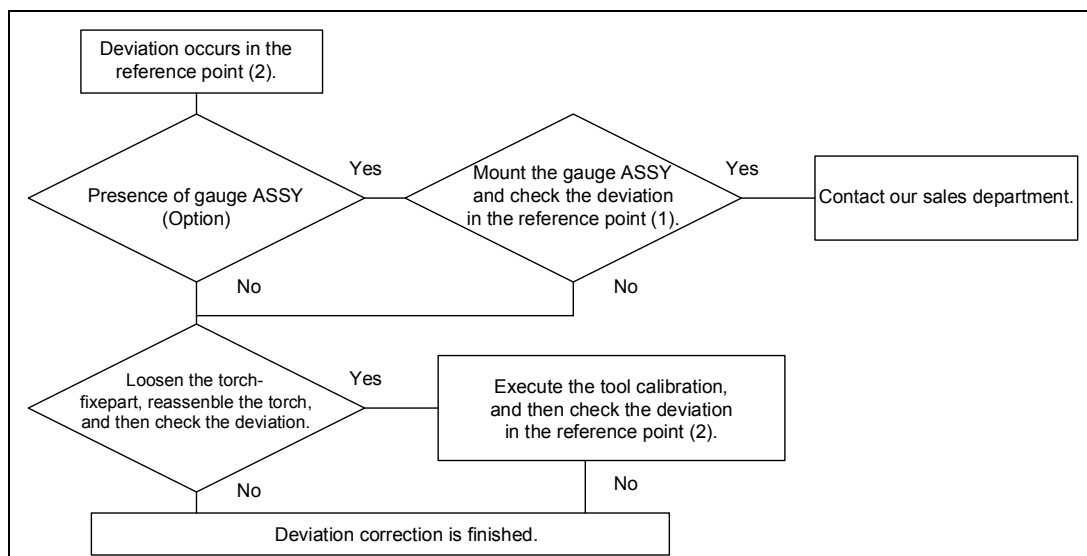 Deviation occurs in the
reference point (2).
Presence of gauge ASSY
(Option)
Yes
Mount the gauge ASSY
and check the deviation
in the reference point (1).
Yes
Contact our sales department.
No
No
Loosen the torch-
fixepart, reassenble the torch,
and then check the deviation.
Yes
Execute the tool calibration,
and then check the deviation
in the reference point (2).
No
No
Deviation correction is finished.